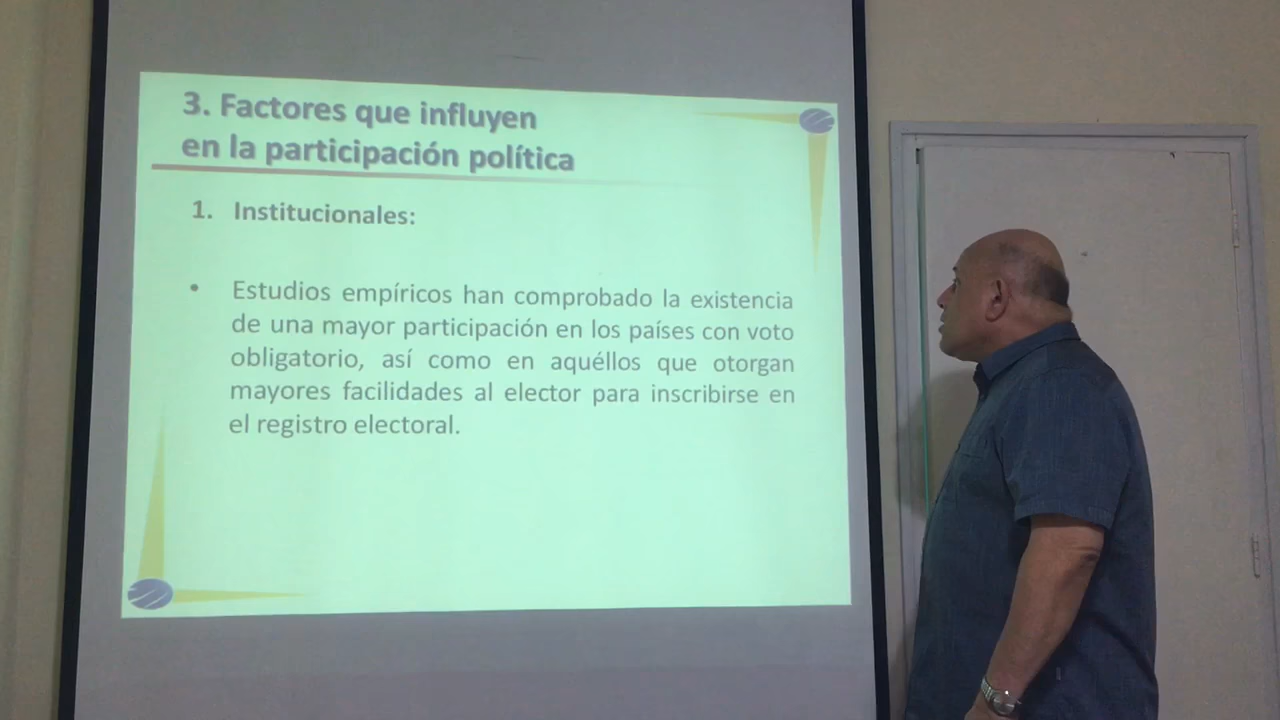 3. Factores que influyen
en la participación política
1. Institucionales:
• Estudios empíricos han comprobado la existencia
de una mayor participación en los países con voto
obligatorio, así como en aquéllos que otorgan
mayores facilidades al elector para inscribirse en
el registro electoral.